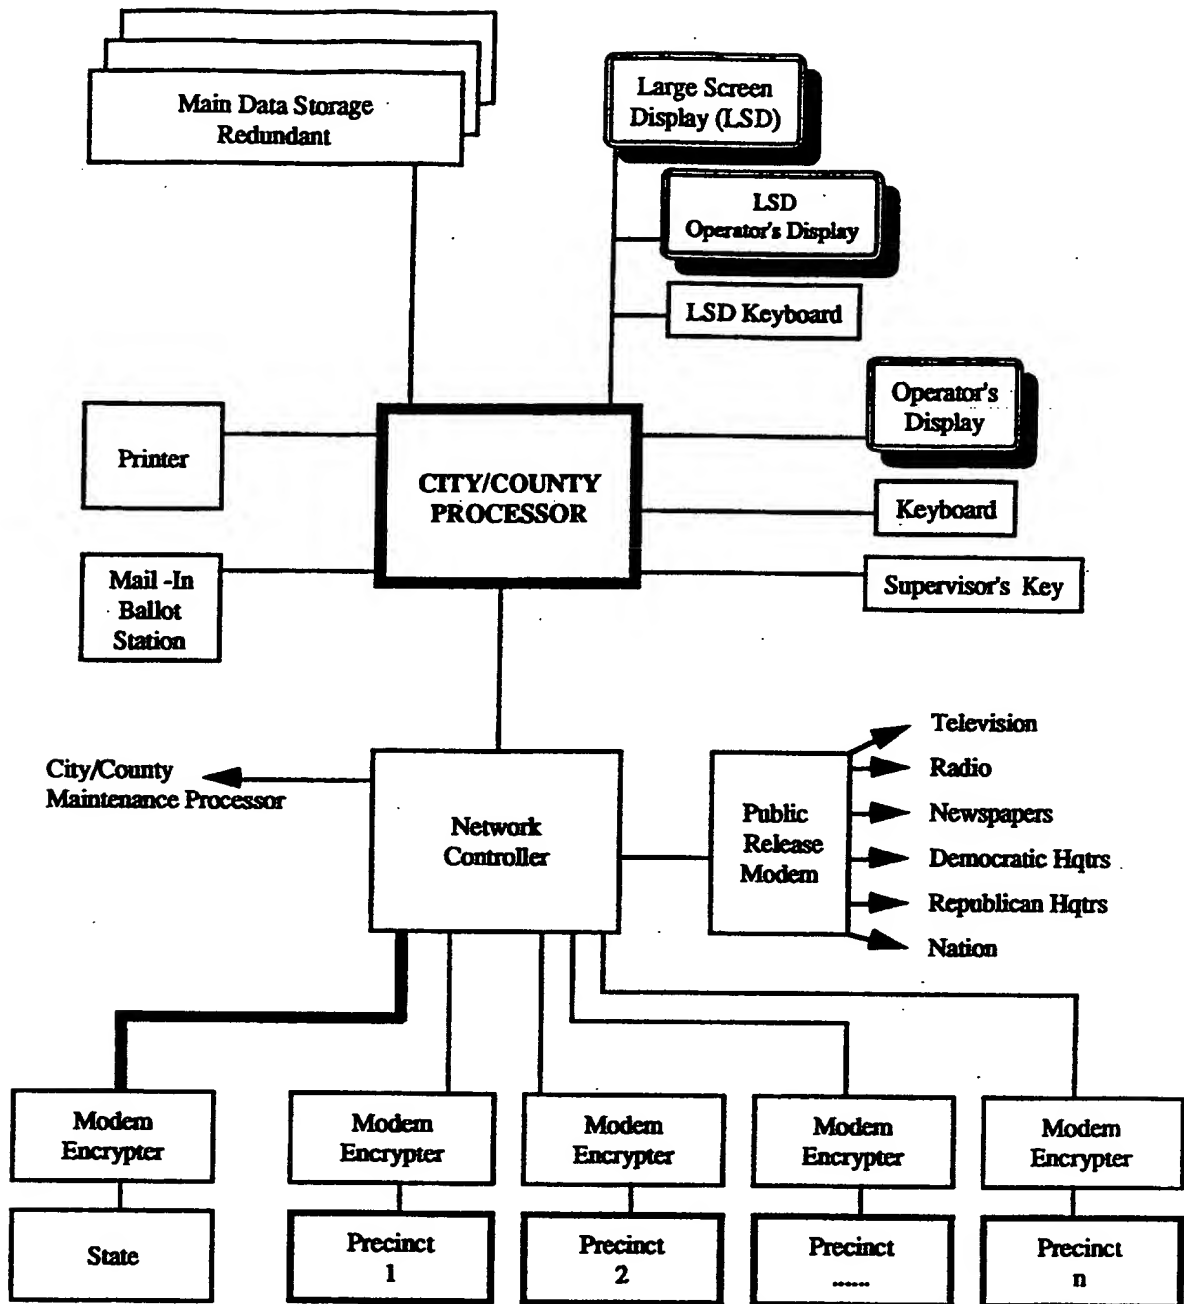 Main Data Storage
Redundant
Large Screen
Display (LSD)
LSD
Operator's Display
LSD Keyboard
Operator's
Display
Printer
CITY/COUNTY
PROCESSOR
Keyboard
Mail -In
Ballot
Station
Supervisor's Key
City/County
Maintenance Processor
Network
Controller
Public
Release
Modem
Television
Radio
Newspapers
Democratic Hqtrs
Republican Hqtrs
Nation
Modem
Encrypter
Modem
Encrypter
Modem
Encrypter
Modem
Encrypter
Modem
Encrypter
State
Precinct
1
Precinct
2
Precinct
......
Precinct
n